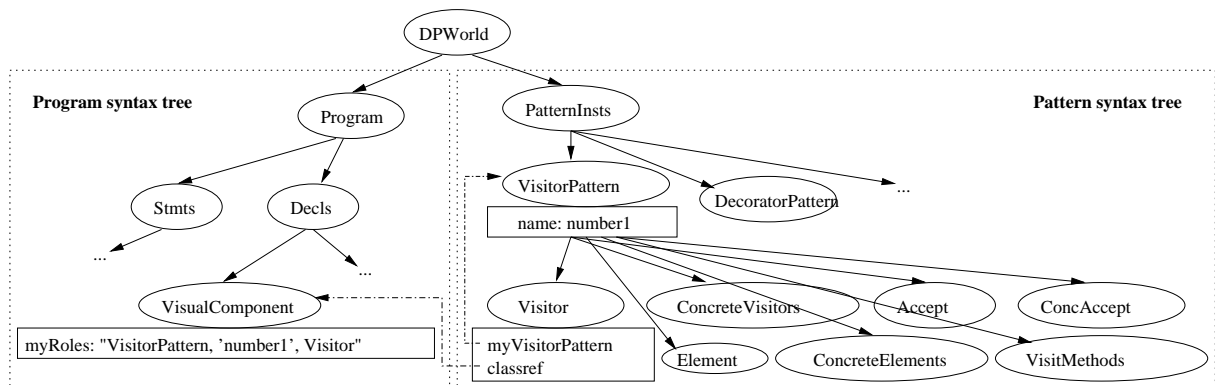 DPWorld
Program syntax tree
Pattern syntax tree
Program
PatternInsts
Stmts
Decls
VisitorPattern
DecoratorPattern
...
name: number1
...
...
VisualComponent
Visitor
ConcreteVisitors
Accept
ConcAccept
myRoles: "VisitorPattern, 'number1', Visitor"
myVisitorPattern
classref
Element
ConcreteElements
VisitMethods